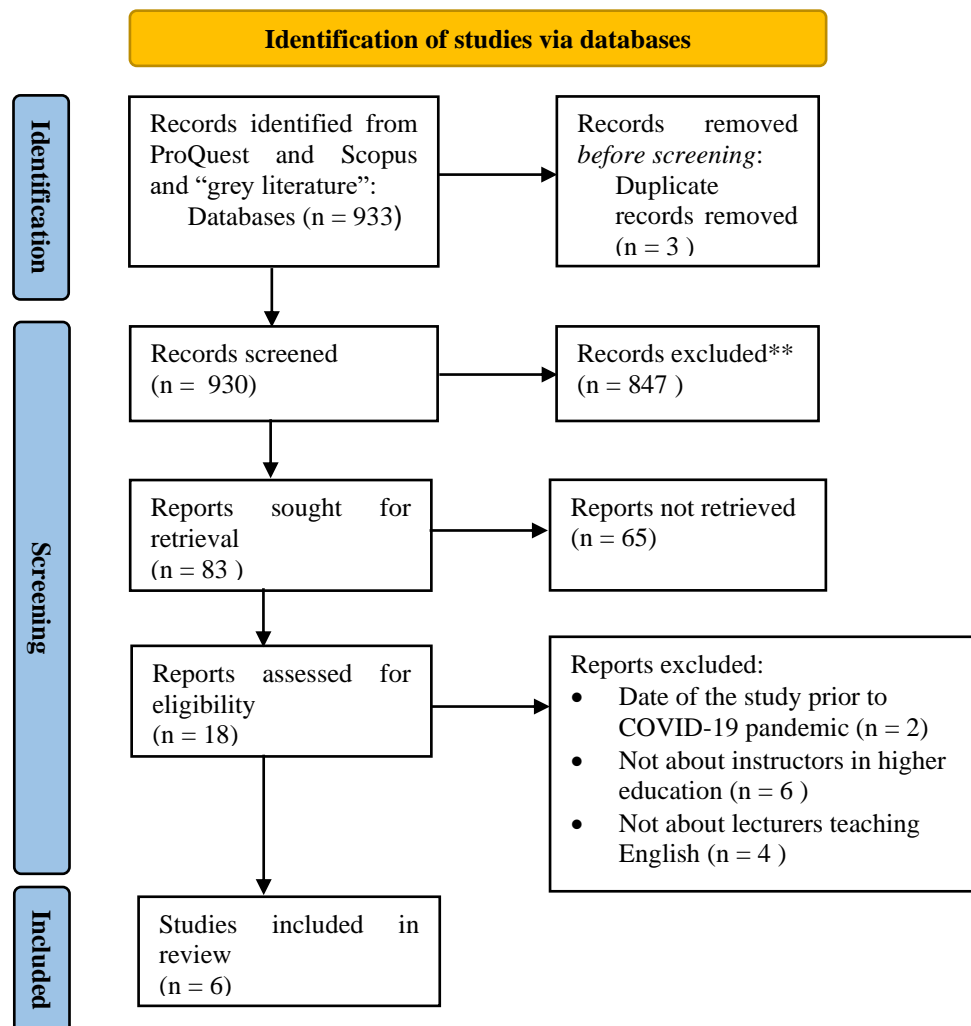 Identification of studies via databases
Identification
Records identified from
ProQuest and Scopus
and “grey literature”:
Databases (n = 933)
Records removed
before screening:
Duplicate
records removed
(n = 3 )
Screening
Records screened
(n = 930)
Records excluded**
(n = 847 )
Reports sought for
retrieval
(n = 83 )
Reports not retrieved
(n = 65)
Reports assessed for
eligibility
(n = 18)
Reports excluded:
• Date of the study prior to
COVID-19 pandemic (n = 2)
• Not about instructors in higher
education (n = 6 )
• Not about lecturers teaching
English (n = 4 )
Included
Studies included in
review
(n = 6)